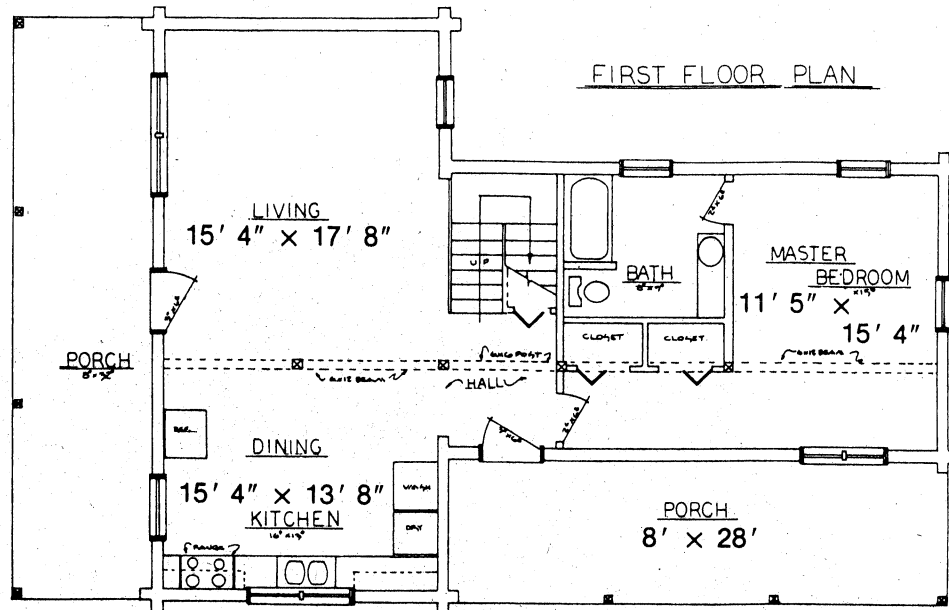 FIRST FLOOR PLAN
LIVING
15' 4" × 17' 8"
UP
BATH
MASTER
BEDROOM
11' 5" ×
15' 4"
CLOSET
CLOSET
PORCH
HALL
DINING
15' 4" × 13' 8"
KITCHEN
RANGE
WASH
DRY
PORCH
8' × 28'